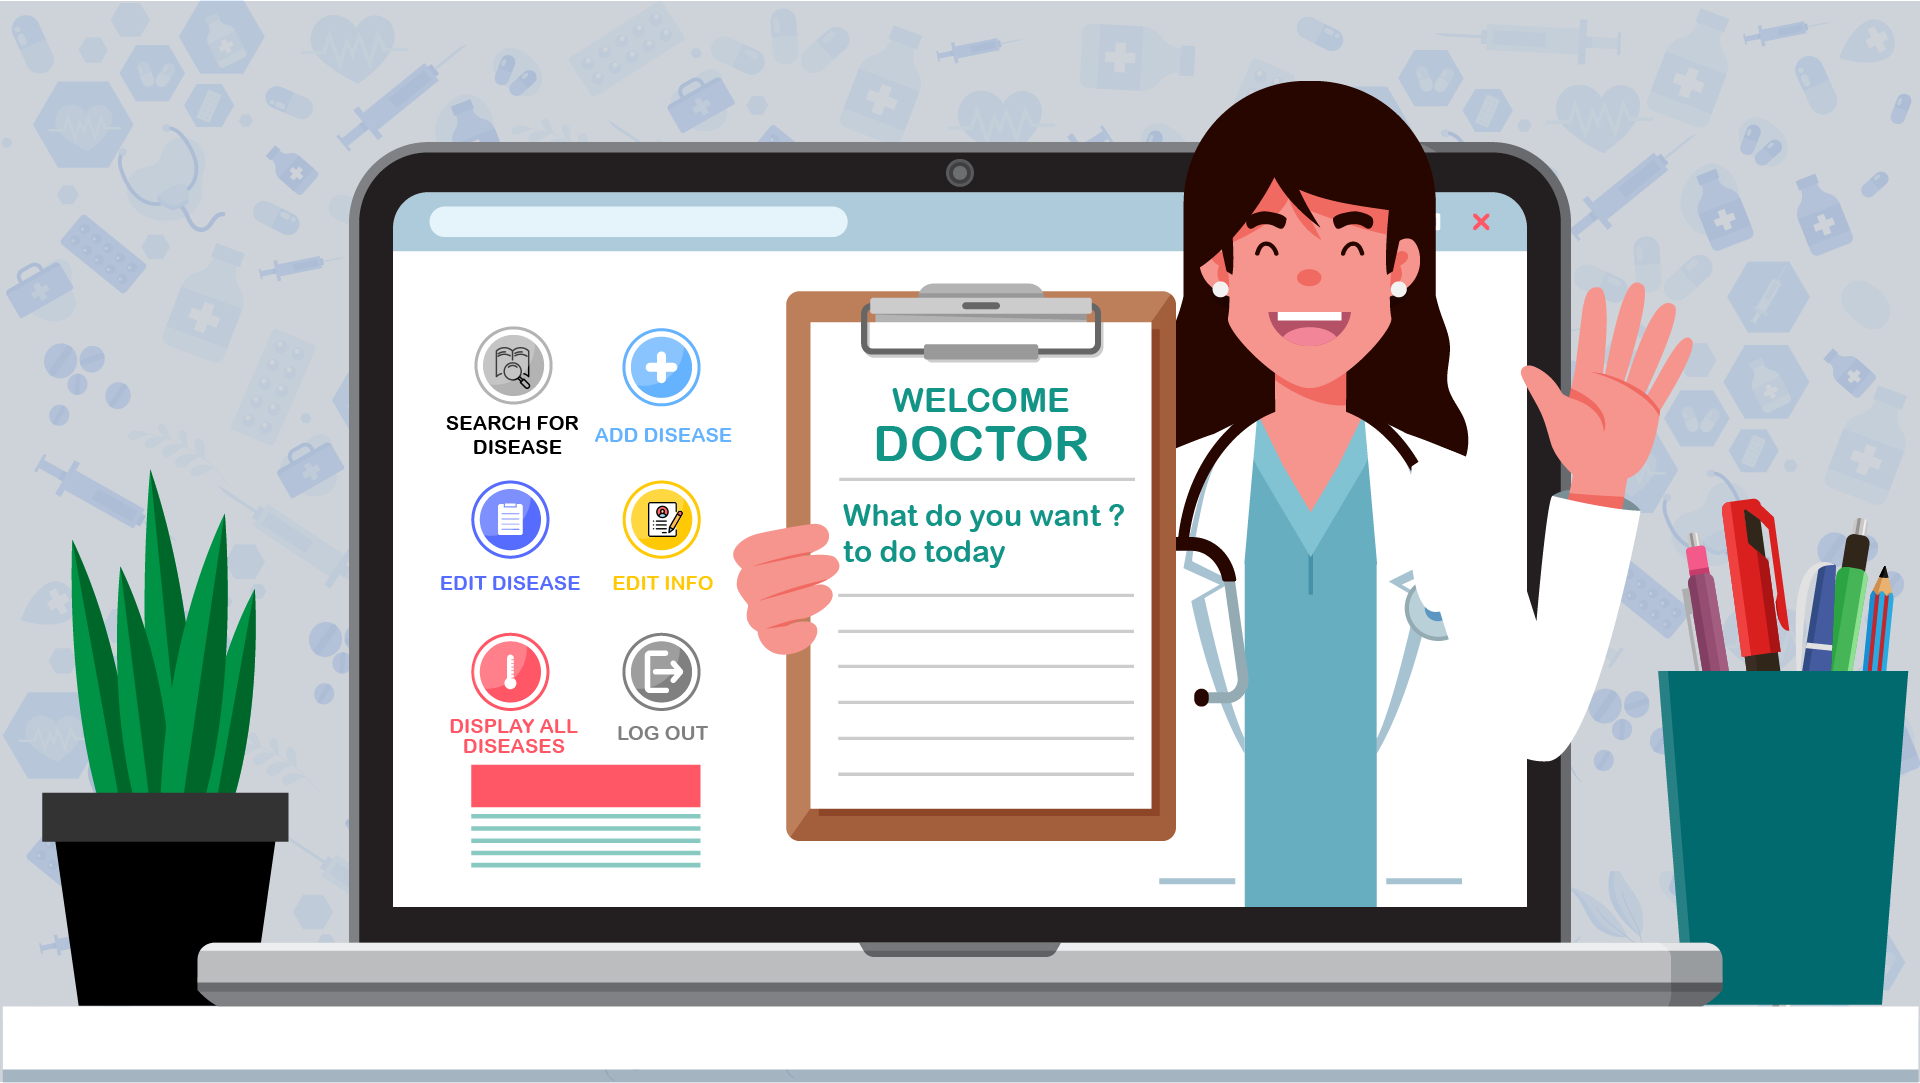 SEARCH FOR
DISEASE
ADD DISEASE
EDIT DISEASE
EDIT INFO
DISPLAY ALL
DISEASES
LOG OUT
WELCOME
DOCTOR
What do you want ?
to do today